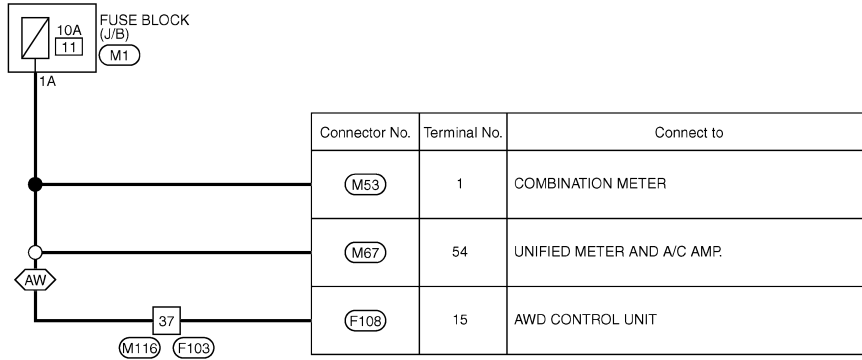 10A
11
FUSE BLOCK
(J/B)
M1
1A
Connector No. Terminal No. Connect to
M53 1 COMBINATION METER
M67 54 UNIFIED METER AND A/C AMP.
AW
37
F108 15 AWD CONTROL UNIT
M116 F103